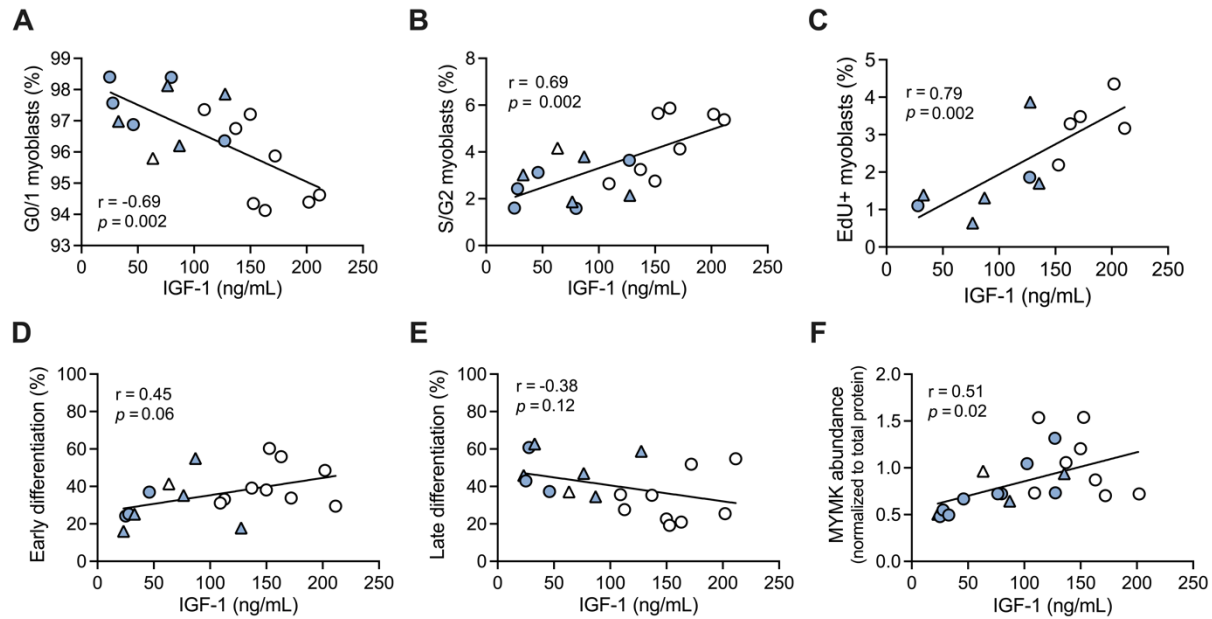 A
G0/1 myoblasts (%)
99
98
97
96
95
94
93
r = -0.69
p = 0.002
0 50 100 150 200 250
IGF-1 (ng/mL)
B
S/G2 myoblasts (%)
8
6
4
2
0
r = 0.69
p = 0.002
0 50 100 150 200 250
IGF-1 (ng/mL)
C
EdU+ myoblasts (%)
5
4
3
2
1
0
r = 0.79
p = 0.002
0 50 100 150 200 250
IGF-1 (ng/mL)
D
Early differentiation (%)
100
80
60
40
20
0
r = 0.45
p = 0.06
0 50 100 150 200 250
IGF-1 (ng/mL)
E
Late differentiation (%)
100
80
60
40
20
0
r = -0.38
p = 0.12
0 50 100 150 200 250
IGF-1 (ng/mL)
F
MYMK abundance
(normalized to total protein)
2.0
1.5
1.0
0.5
0.0
r = 0.51
p = 0.02
0 50 100 150 200 250
IGF-1 (ng/mL)